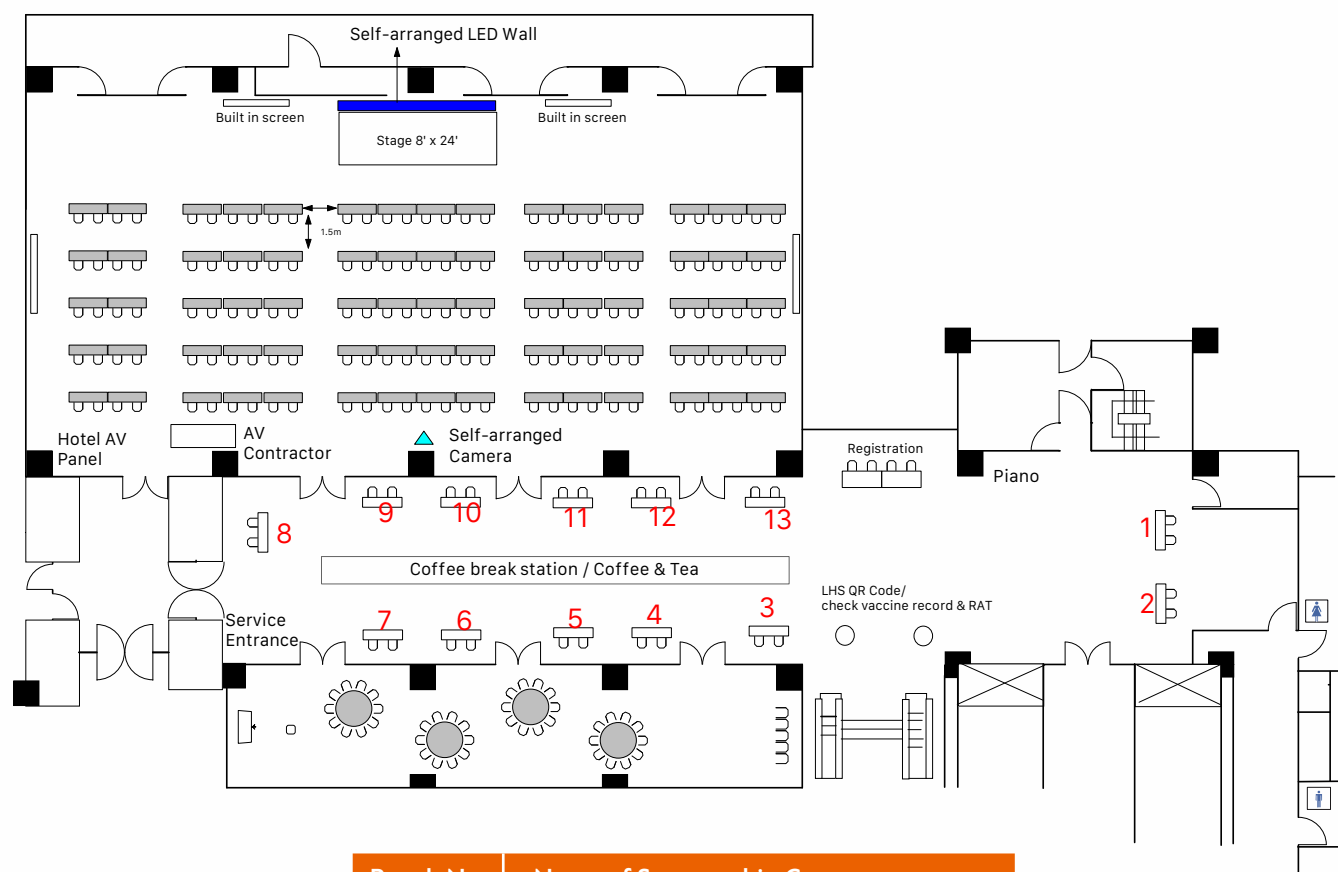 Self-arranged LED Wall
Built in screen
Built in screen
Stage 8' x 24'
1.5m
Hotel AV
Panel
AV
Contractor
Self-arranged
Camera
Registration
Piano
9
10
11
12
13
8
1
Coffee break station / Coffee & Tea
LHS QR Code/
check vaccine record & RAT
2
Service
Entrance
7
6
5
4
3